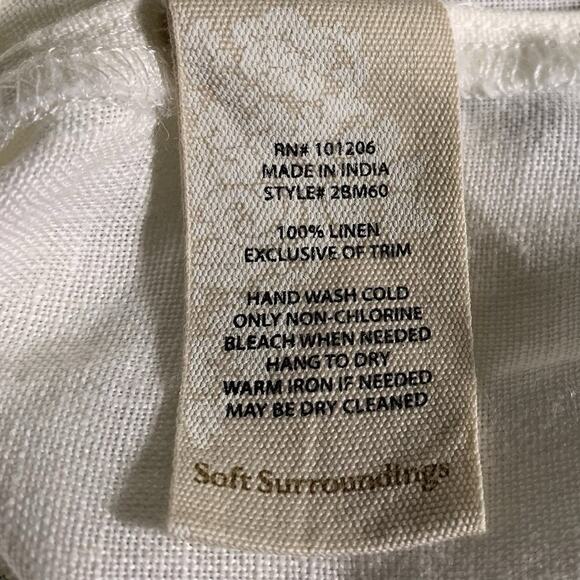 RN# 101206
MADE IN INDIA
STYLE# 2BM60
100% LINEN
EXCLUSIVE OF TRIM
HAND WASH COLD
ONLY NON-CHLORINE
BLEACH WHEN NEEDED
HANG TO DRY
WARM IRON IF NEEDED
MAY BE DRY CLEANED
Soft Surroundings